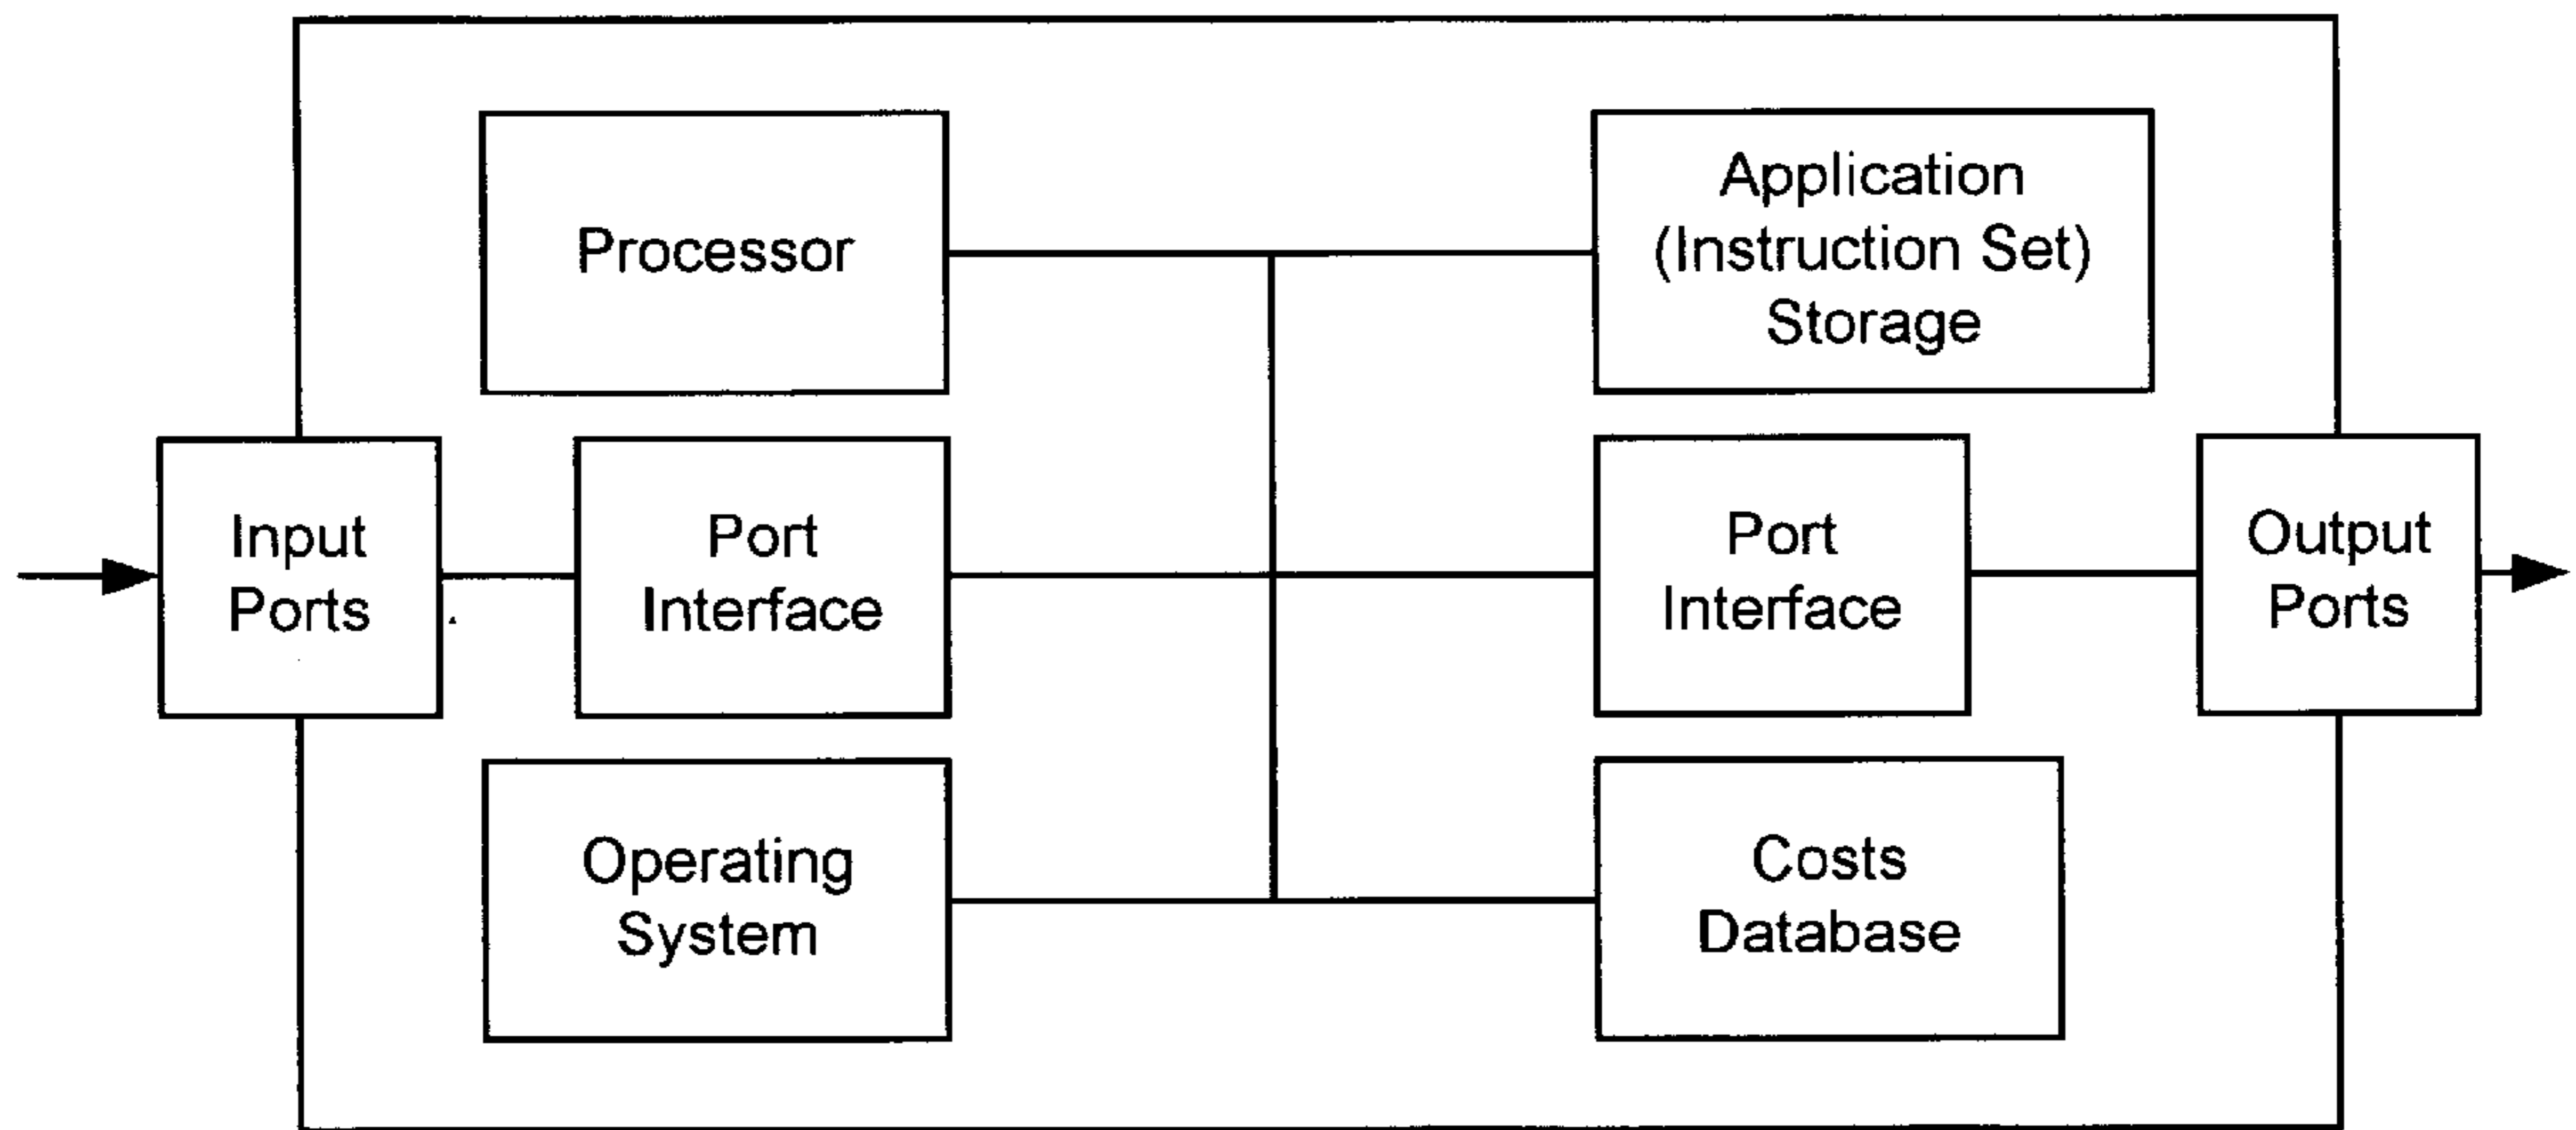 Processor
Application
(Instruction Set)
Storage
Input
Ports
Port
Interface
Port
Interface
Output
Ports
Operating
System
Costs
Database